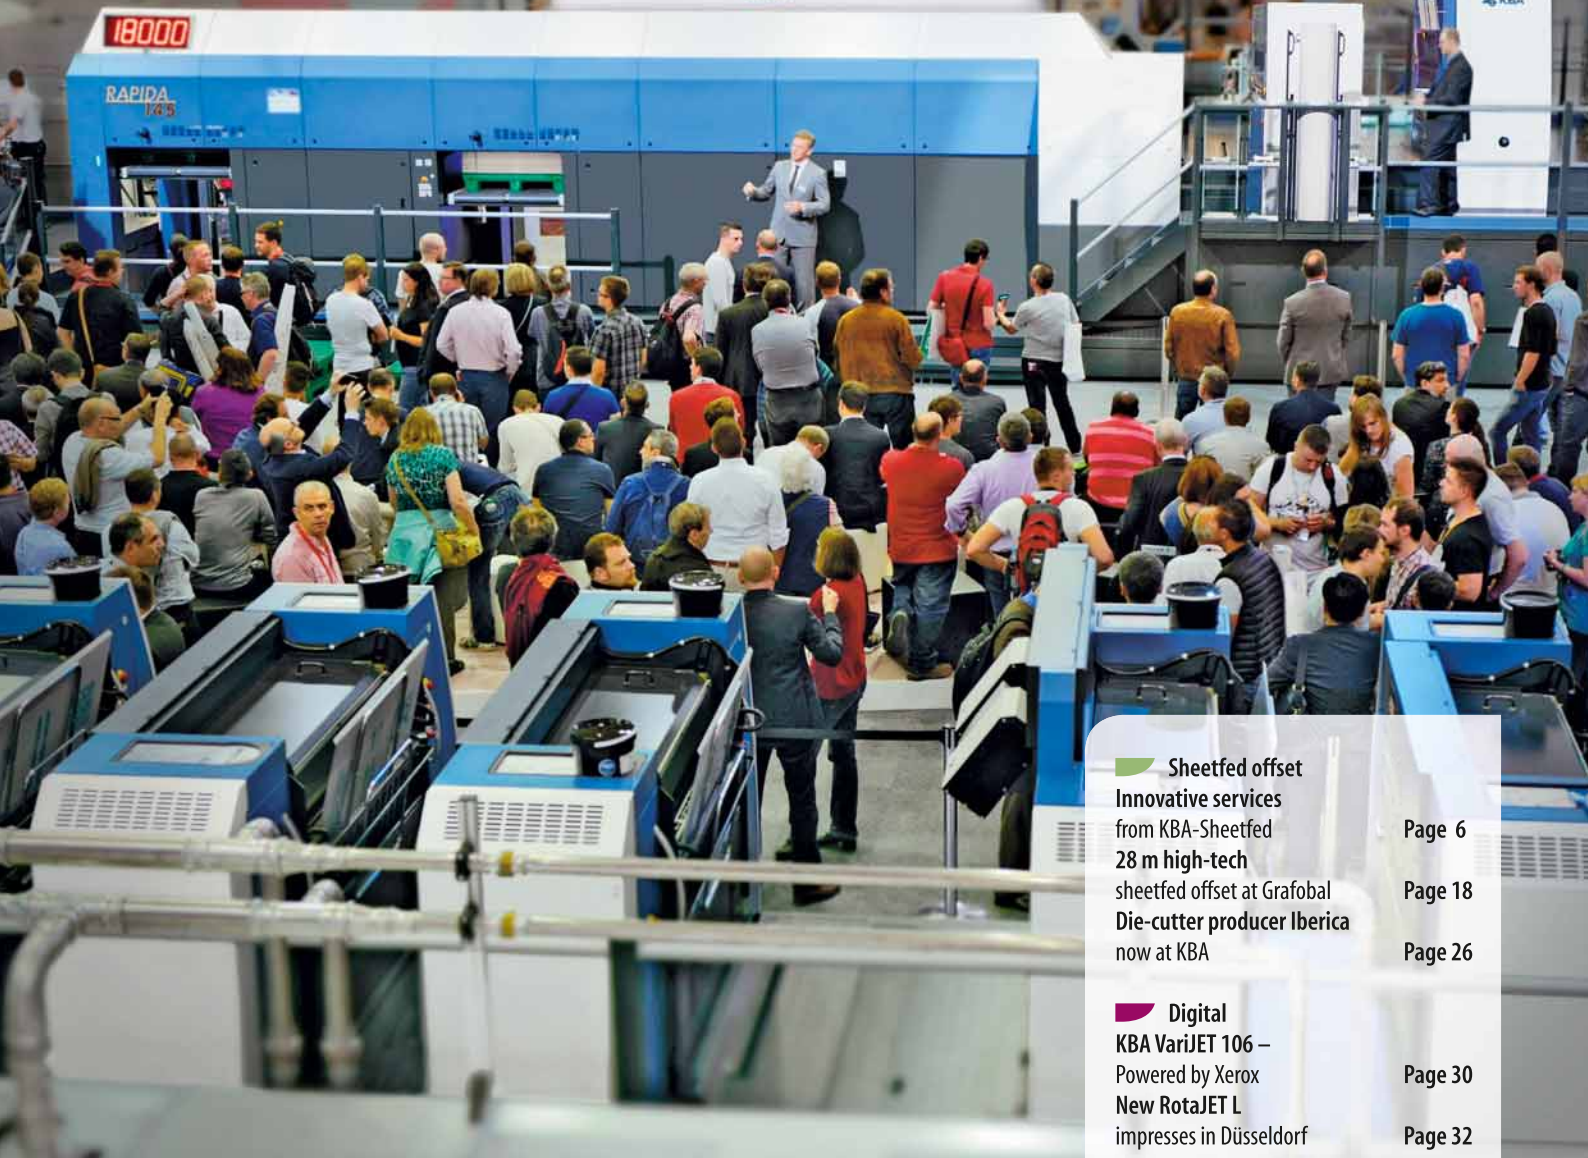 18000
KBA
RAPIDA
145
Sheetfed offset
Innovative services
from KBA-Sheetfed Page 6
28 m high-tech
sheetfed offset at Grafobal Page 18
Die-cutter producer Iberica
now at KBA Page 26
Digital
KBA VariJET 106 –
Powered by Xerox Page 30
New RotaJET L
impresses in Düsseldorf Page 32